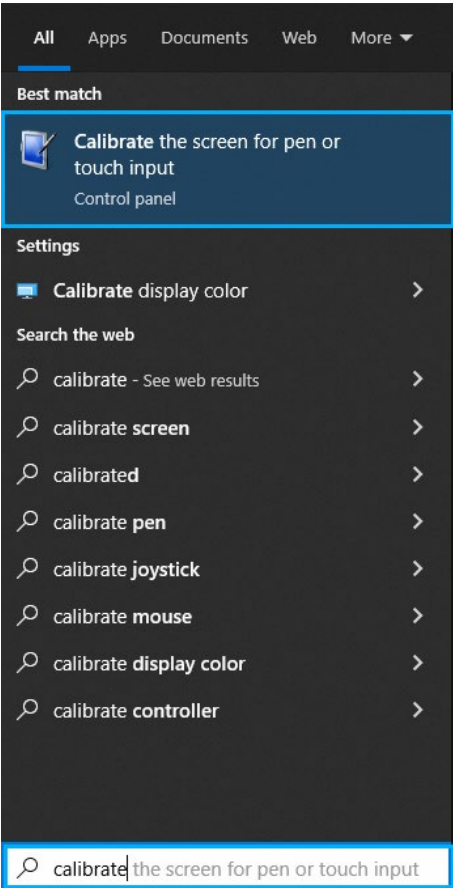 All Apps Documents Web More
Best match
Calibrate the screen for pen or
touch input
Control panel
Settings
Calibrate display color
Search the web
calibrate - See web results
calibrate screen
calibrated
calibrate pen
calibrate joystick
calibrate mouse
calibrate display color
calibrate controller
calibrate the screen for pen or touch input